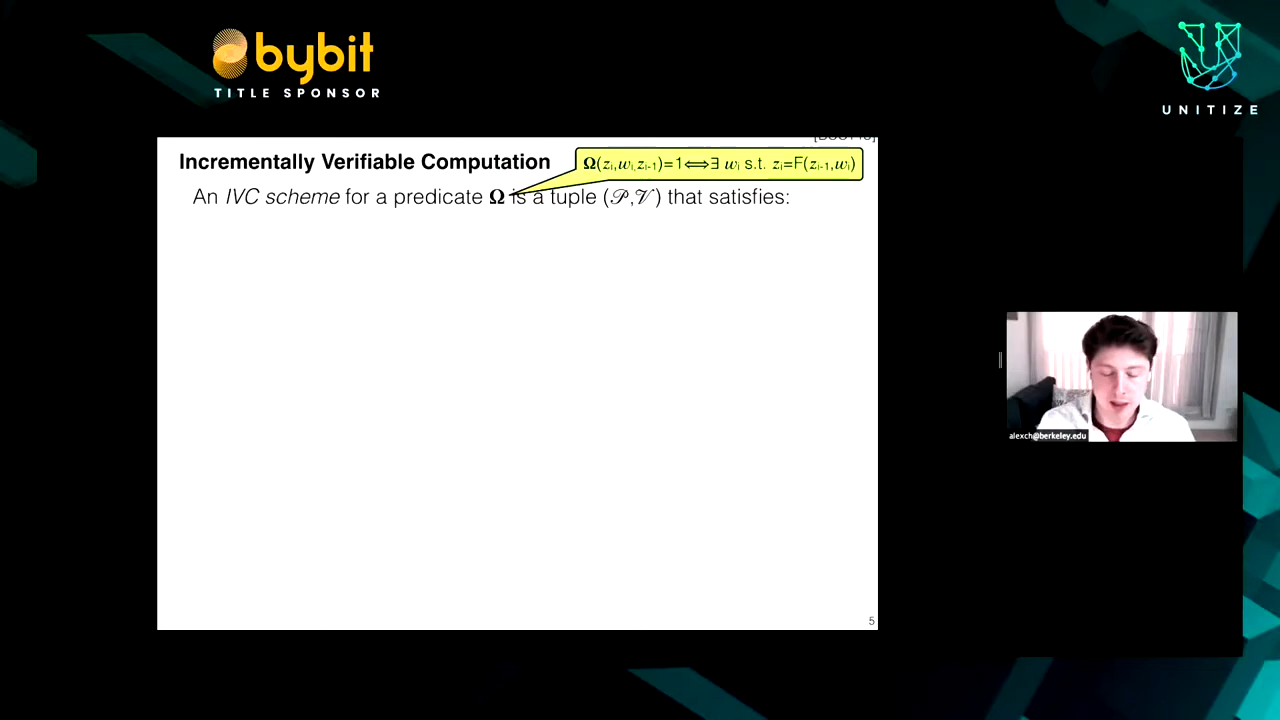 bybit
TITLE SPONSOR
UNITIZE
Incrementally Verifiable Computation
Ω(zᵢ,wᵢ,zᵢ₋₁)=1⟺∃ wᵢ s.t. zᵢ=F(zᵢ₋₁,wᵢ)
An IVC scheme for a predicate Ω is a tuple (𝒫,𝒱) that satisfies:
alexch@berkeley.edu
5